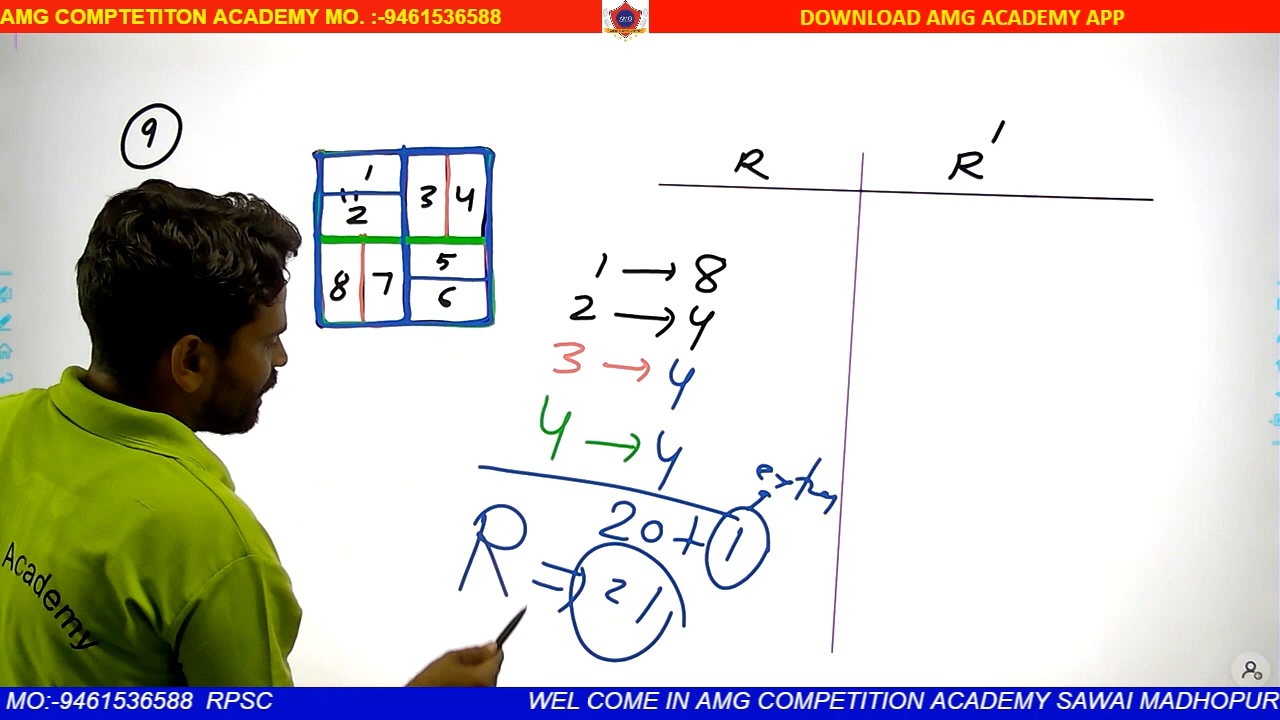 AMG COMPTETITON ACADEMY MO. :-9461536588
AMG
DOWNLOAD AMG ACADEMY APP
9
1
2
3 4
5
6
8 7
R R'
1 → 8
2 → 4
3 → 4
4 → 4
20 + 1
R = 21
Academy
MO:-9461536588 RPSC
WEL COME IN AMG COMPETITION ACADEMY SAWAI MADHOPUR